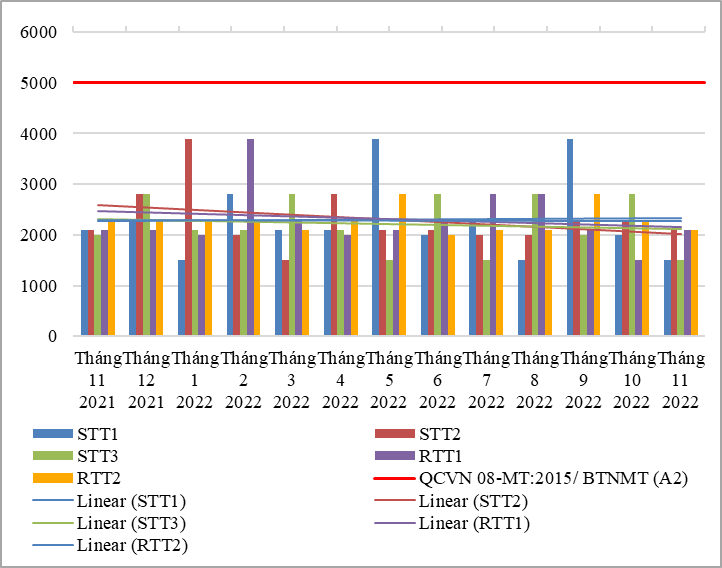 6000
5000
4000
3000
2000
1000
0
Tháng Tháng Tháng Tháng Tháng Tháng Tháng Tháng Tháng Tháng Tháng Tháng Tháng
11 12 1 2 3 4 5 6 7 8 9 10 11
2021 2021 2022 2022 2022 2022 2022 2022 2022 2022 2022 2022 2022
STT1 STT2
STT3 RTT1
RTT2 QCVN 08-MT:2015/ BTNMT (A2)
Linear (STT1) Linear (STT2)
Linear (STT3) Linear (RTT1)
Linear (RTT2)